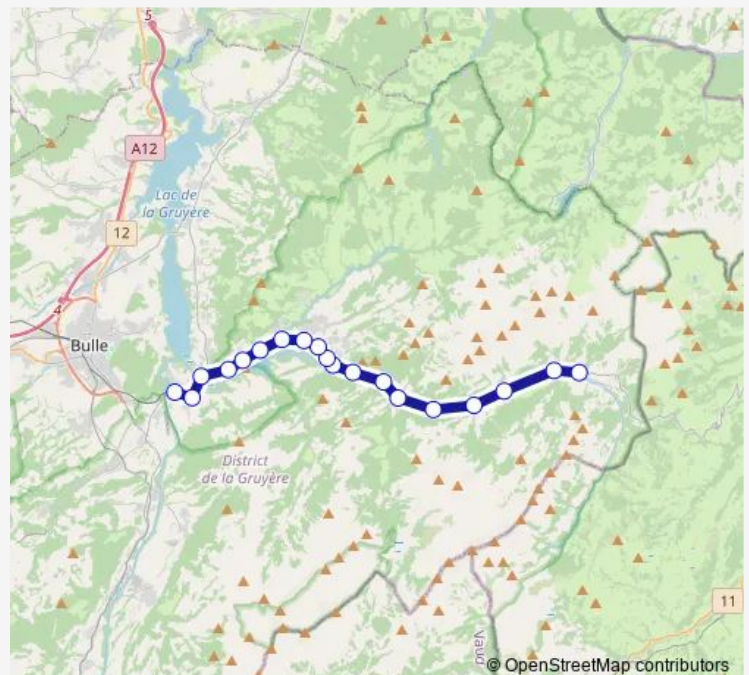 5
A12
Lac de
la Gruyère
12
4
Bulle
District
de la Gruyère
11
Vaud
© OpenStreetMap contributors